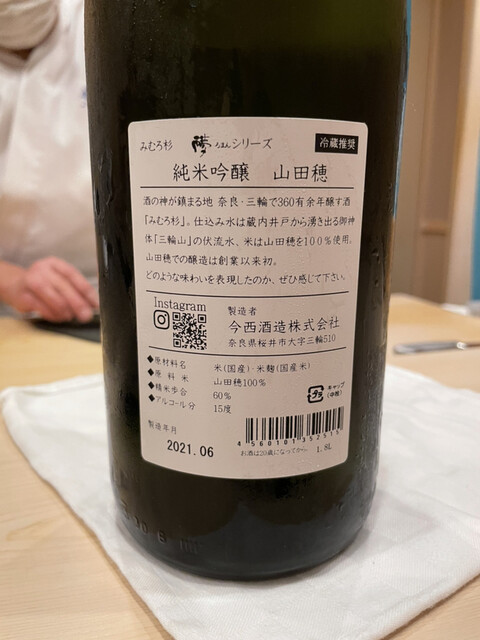 みむろ杉 夢 ろまんシリーズ 冷蔵推奨
純米吟醸 山田穂
酒の神が鎮まる地 奈良・三輪で360有余年醸す酒
「みむろ杉」。仕込み水は蔵内井戸から湧き出る御神
体「三輪山」の伏流水、米は山田穂を100%使用。
山田穂での醸造は創業以来初。
どのような味わいを表現したのか、ぜひ感じて下さい。
Instagram
製造者
今西酒造株式会社
奈良県桜井市大字三輪510
◆原材料名 米(国産)・米麹(国産米)
◆原料米 山田穂100%
◆精米歩合 60%
◆アルコール分 15度
キャップ
(中栓)
製造年月
2021.06
4 560101 352515
お酒は20歳になってから。 1.8L